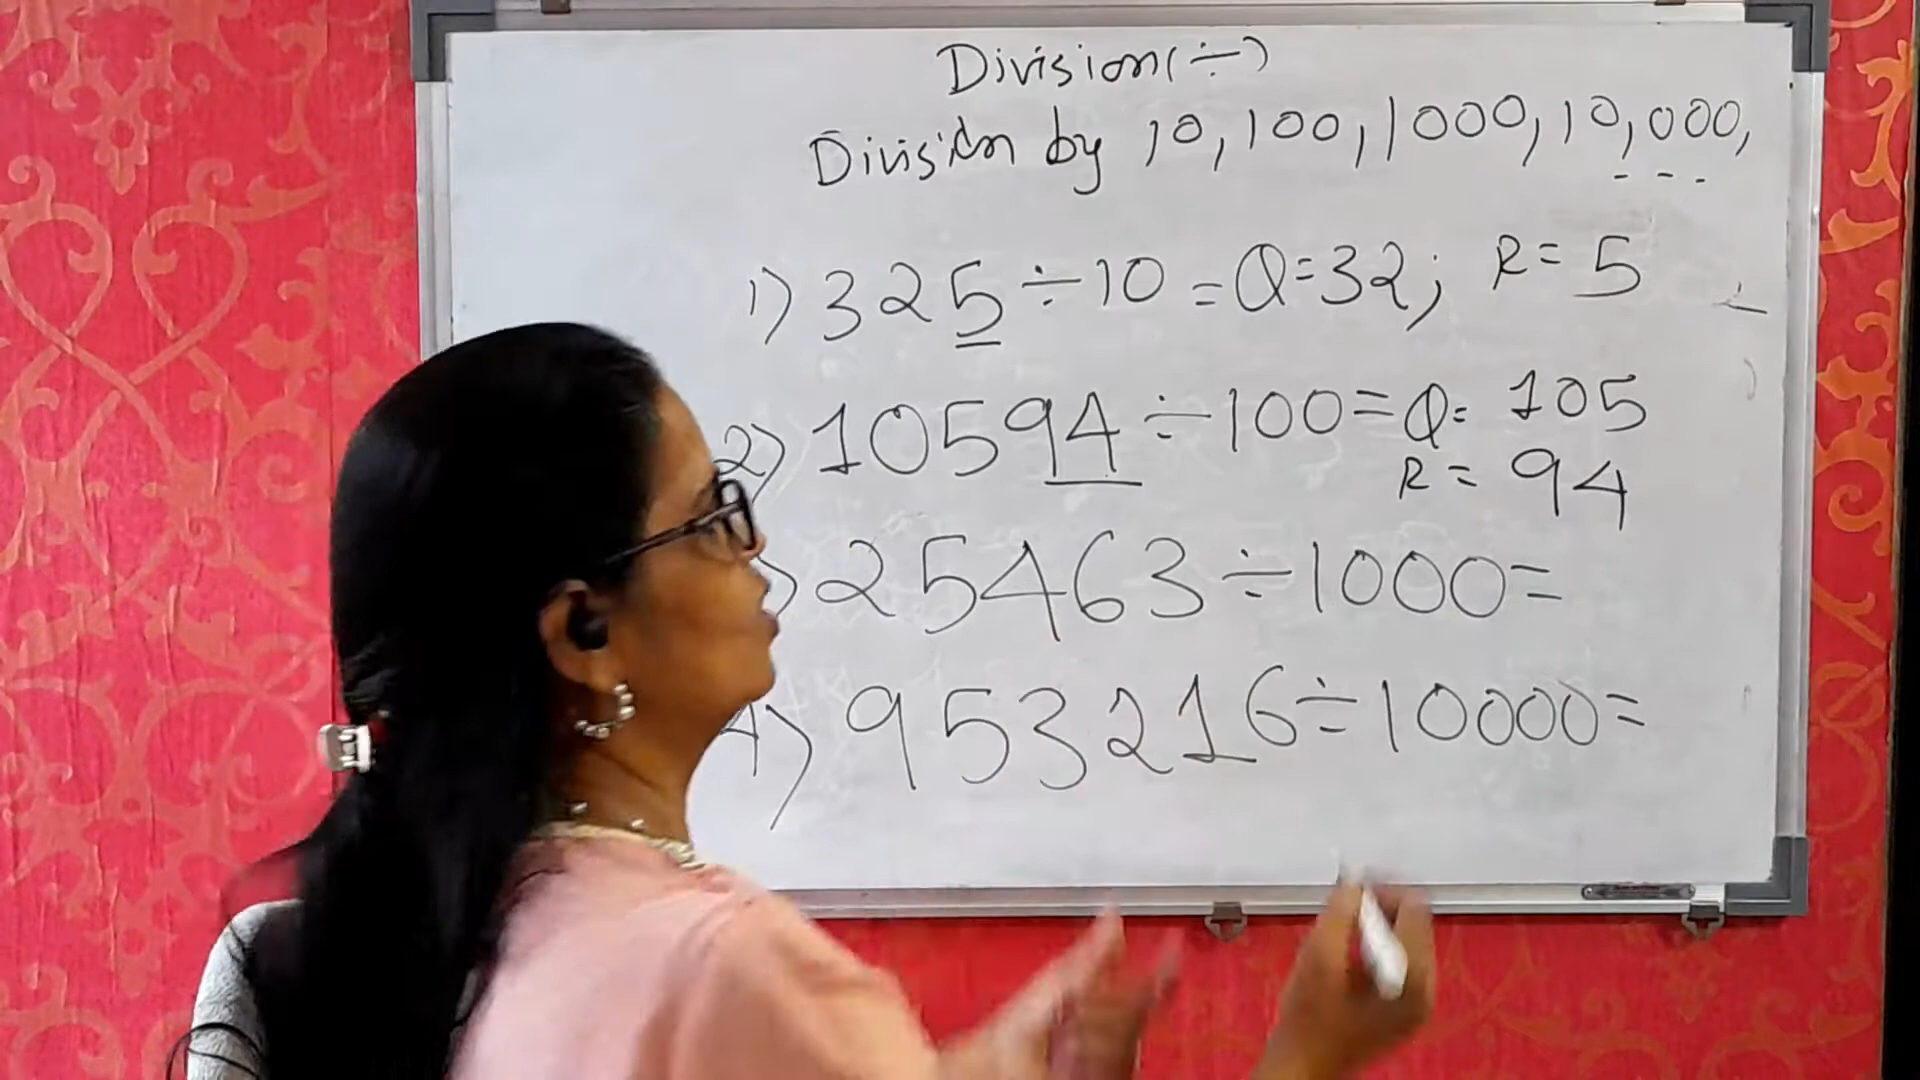 Division(÷)
Division by 10, 100, 1000, 10,000,
---
1) 325 ÷ 10 = Q=32; R= 5
2) 10594 ÷ 100 = Q= 105
R = 94
) 25463 ÷ 1000 =
4) 953216 ÷ 10000 =